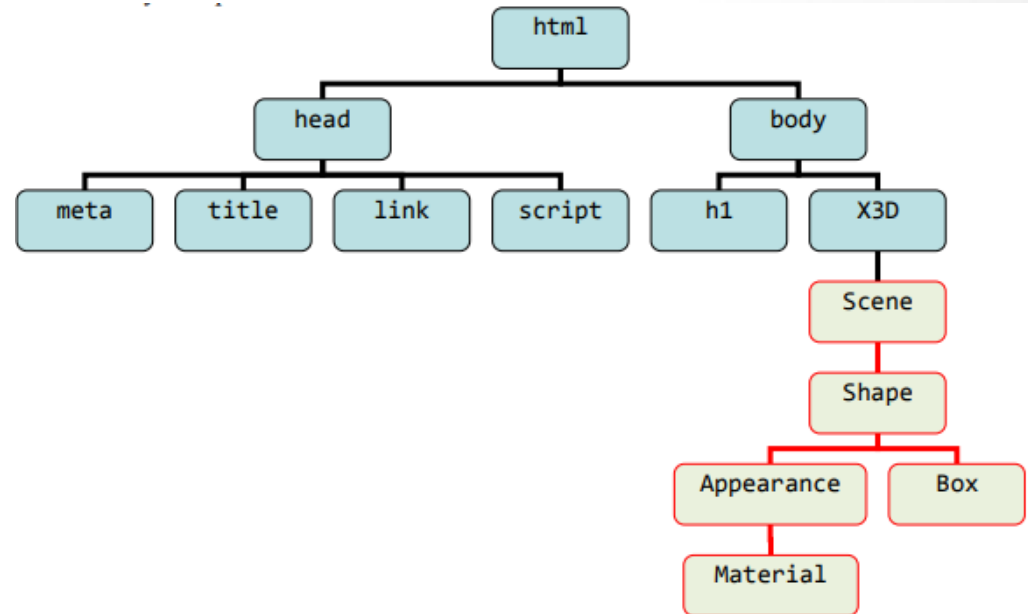 html
head body
meta title link script h1 X3D
Scene
Shape
Appearance Box
Material